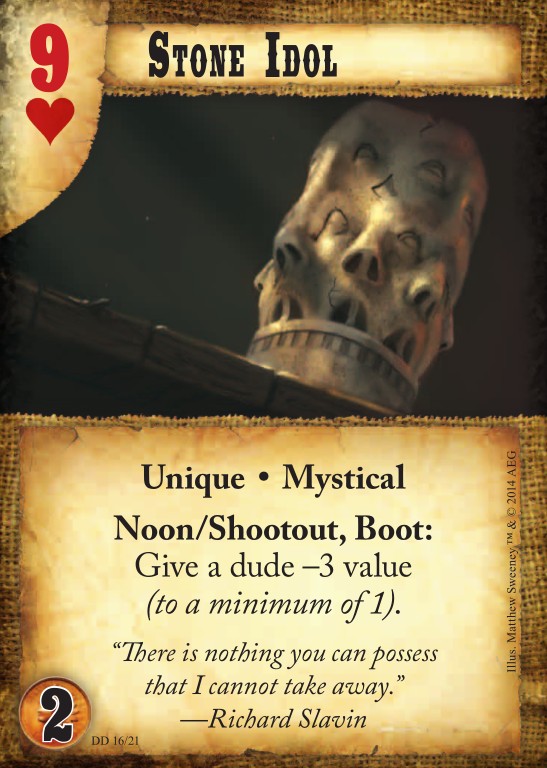 9
Stone Idol
Unique • Mystical
Noon/Shootout, Boot:
Give a dude –3 value
(to a minimum of 1).
“There is nothing you can possess
that I cannot take away.”
—Richard Slavin
2
DD 16/21
Illus. Matthew Sweeney™ & © 2014 AEG